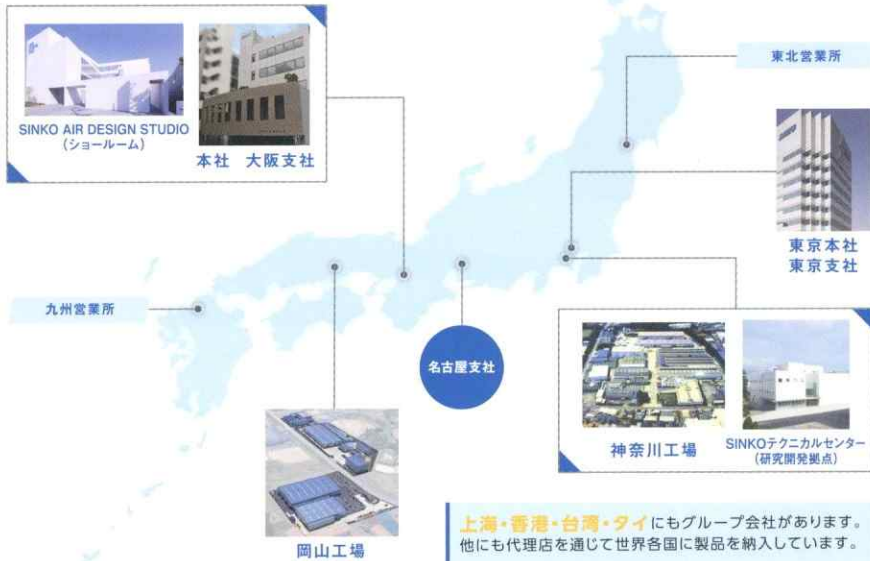 SINKO AIR DESIGN STUDIO
(ショールーム)
本社 大阪支社
東北営業所
東京本社
東京支社
九州営業所
名古屋支社
神奈川工場
SINKOテクニカルセンター
(研究開発拠点)
岡山工場
上海・香港・台湾・タイにもグループ会社があります。
他にも代理店を通じて世界各国に製品を納入しています。